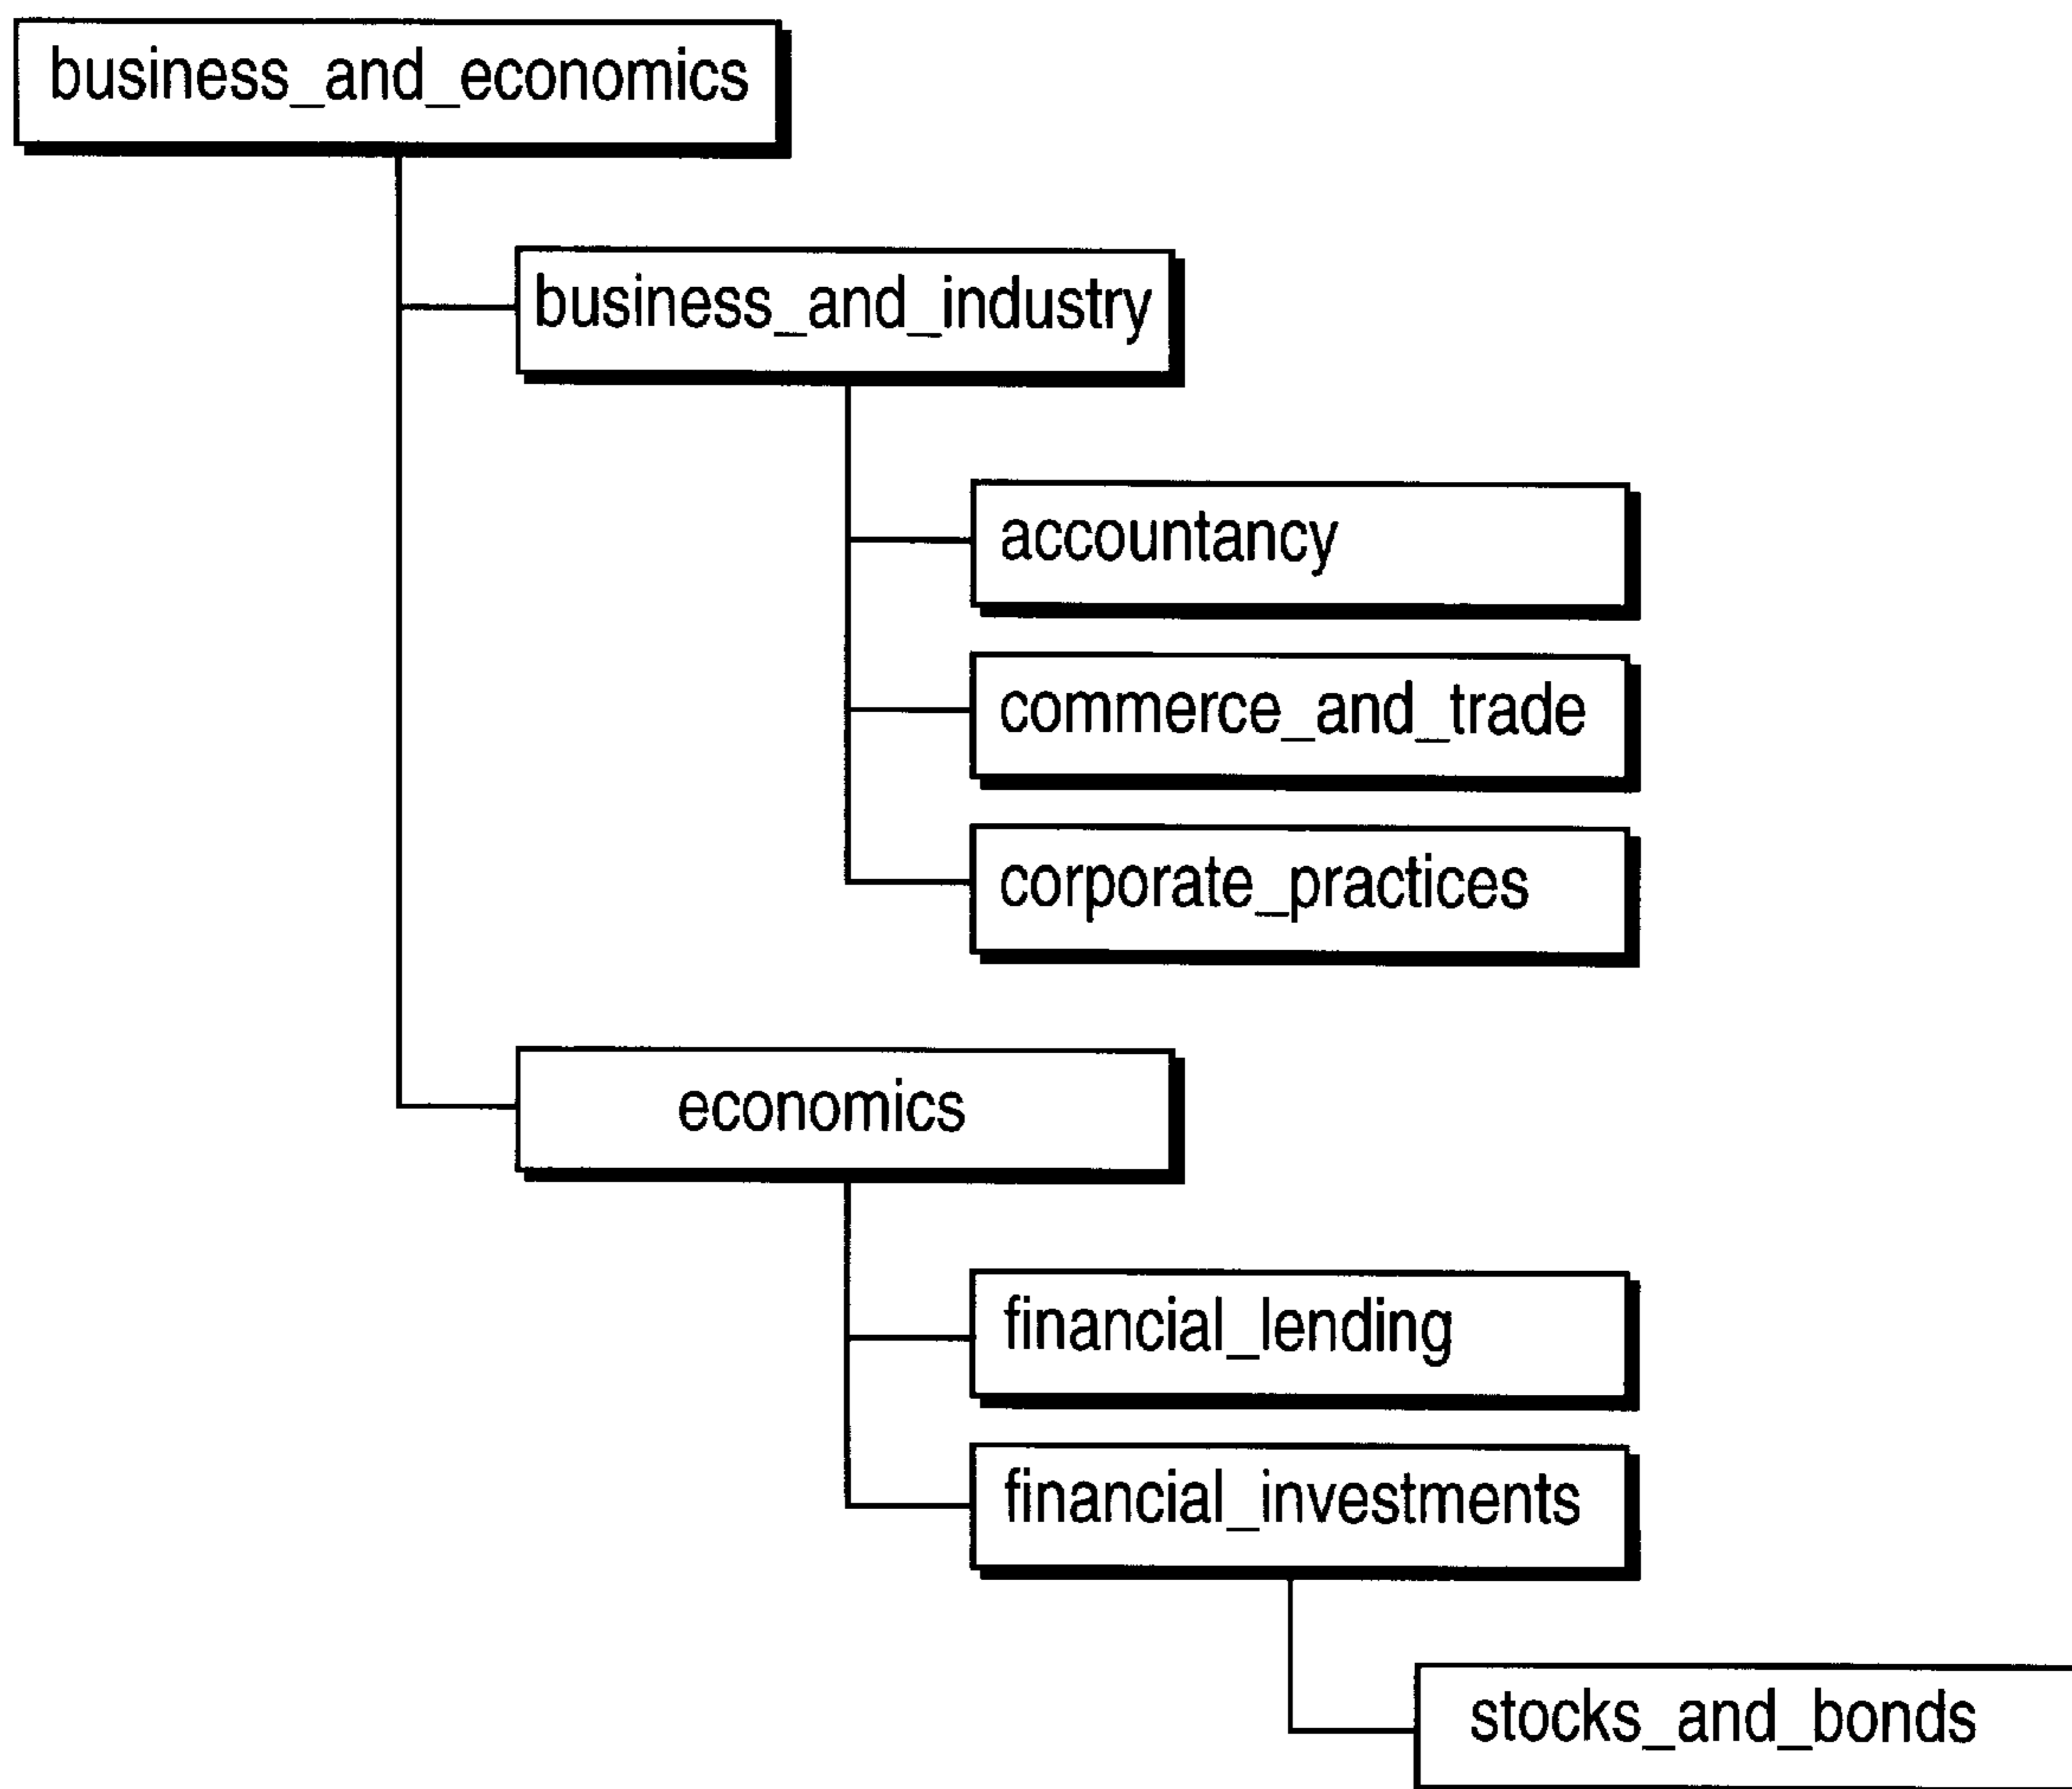 business_and_economics
business_and_industry
accountancy
commerce_and_trade
corporate_practices
economics
financial_lending
financial_investments
stocks_and_bonds